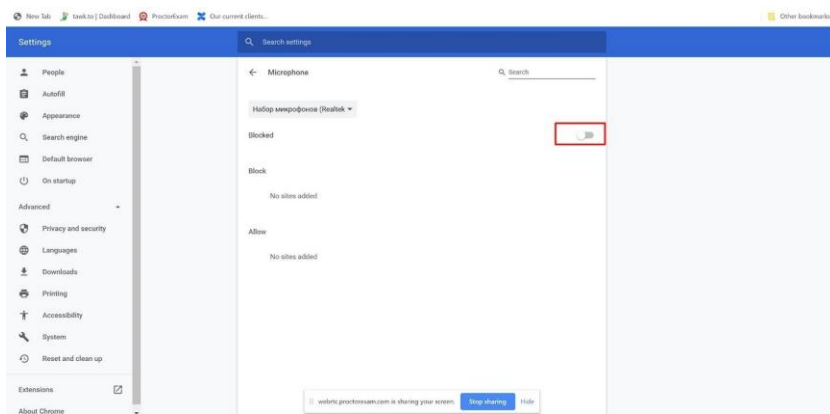 New Tab tawk.to | Dashboard ProctorExam Our current clients... Other bookmarks
Settings
Search settings
People
Autofill
Appearance
Search engine
Default browser
On startup
Advanced
Privacy and security
Languages
Downloads
Printing
Accessibility
System
Reset and clean up
Extensions
About Chrome
Microphone
Search
Набор микрофонов (Realtek
Blocked
Block
No sites added
Allow
No sites added
webrtc.proctorexam.com is sharing your screen. Stop sharing Hide